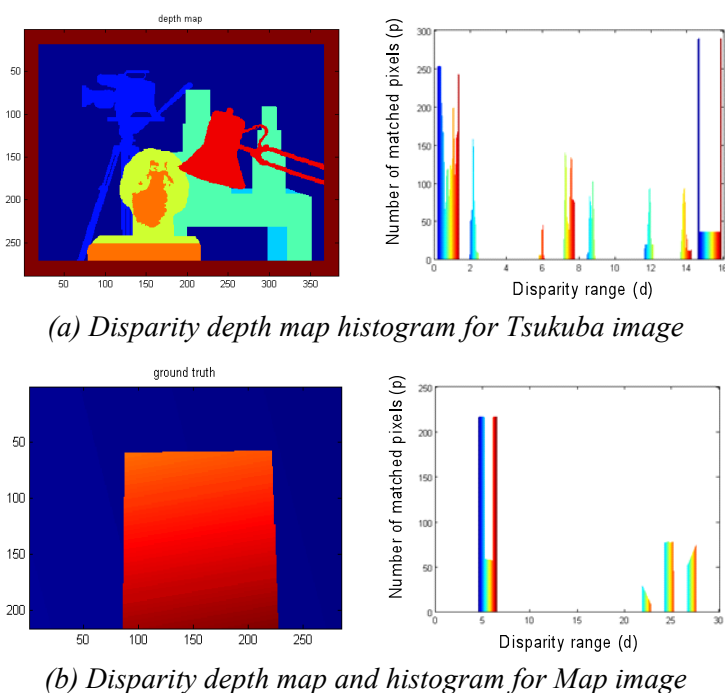 depth map
50
100
150
200
250
50 100 150 200 250 300 350
Number of matched pixels (p)
300
250
200
150
100
50
0
0 2 4 6 8 10 12 14 16
Disparity range (d)
(a) Disparity depth map histogram for Tsukuba image
ground truth
50
100
150
200
50 100 150 200 250
Number of matched pixels (p)
250
200
150
100
50
0
0 5 10 15 20 25 30
Disparity range (d)
(b) Disparity depth map and histogram for Map image